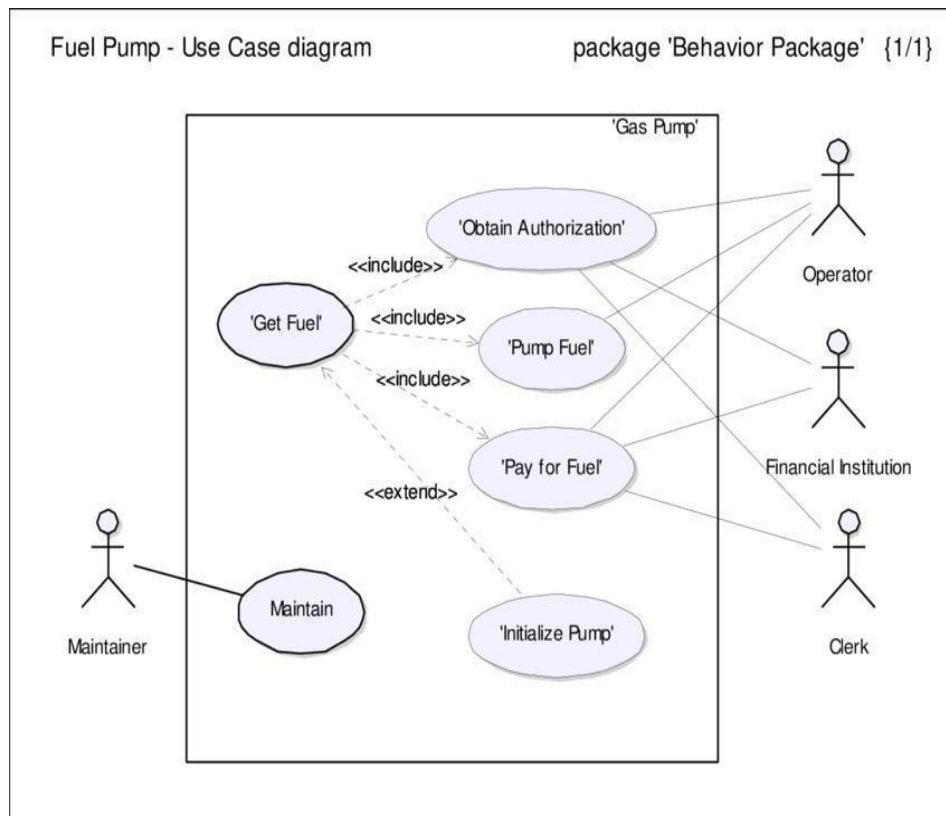 Fuel Pump - Use Case diagram
package 'Behavior Package' {1/1}
'Gas Pump'
'Obtain Authorization'
<<include>>
Operator
'Get Fuel'
<<include>>
'Pump Fuel'
<<include>>
'Pay for Fuel'
Financial Institution
<<extend>>
Maintain
'Initialize Pump'
Maintainer
Clerk